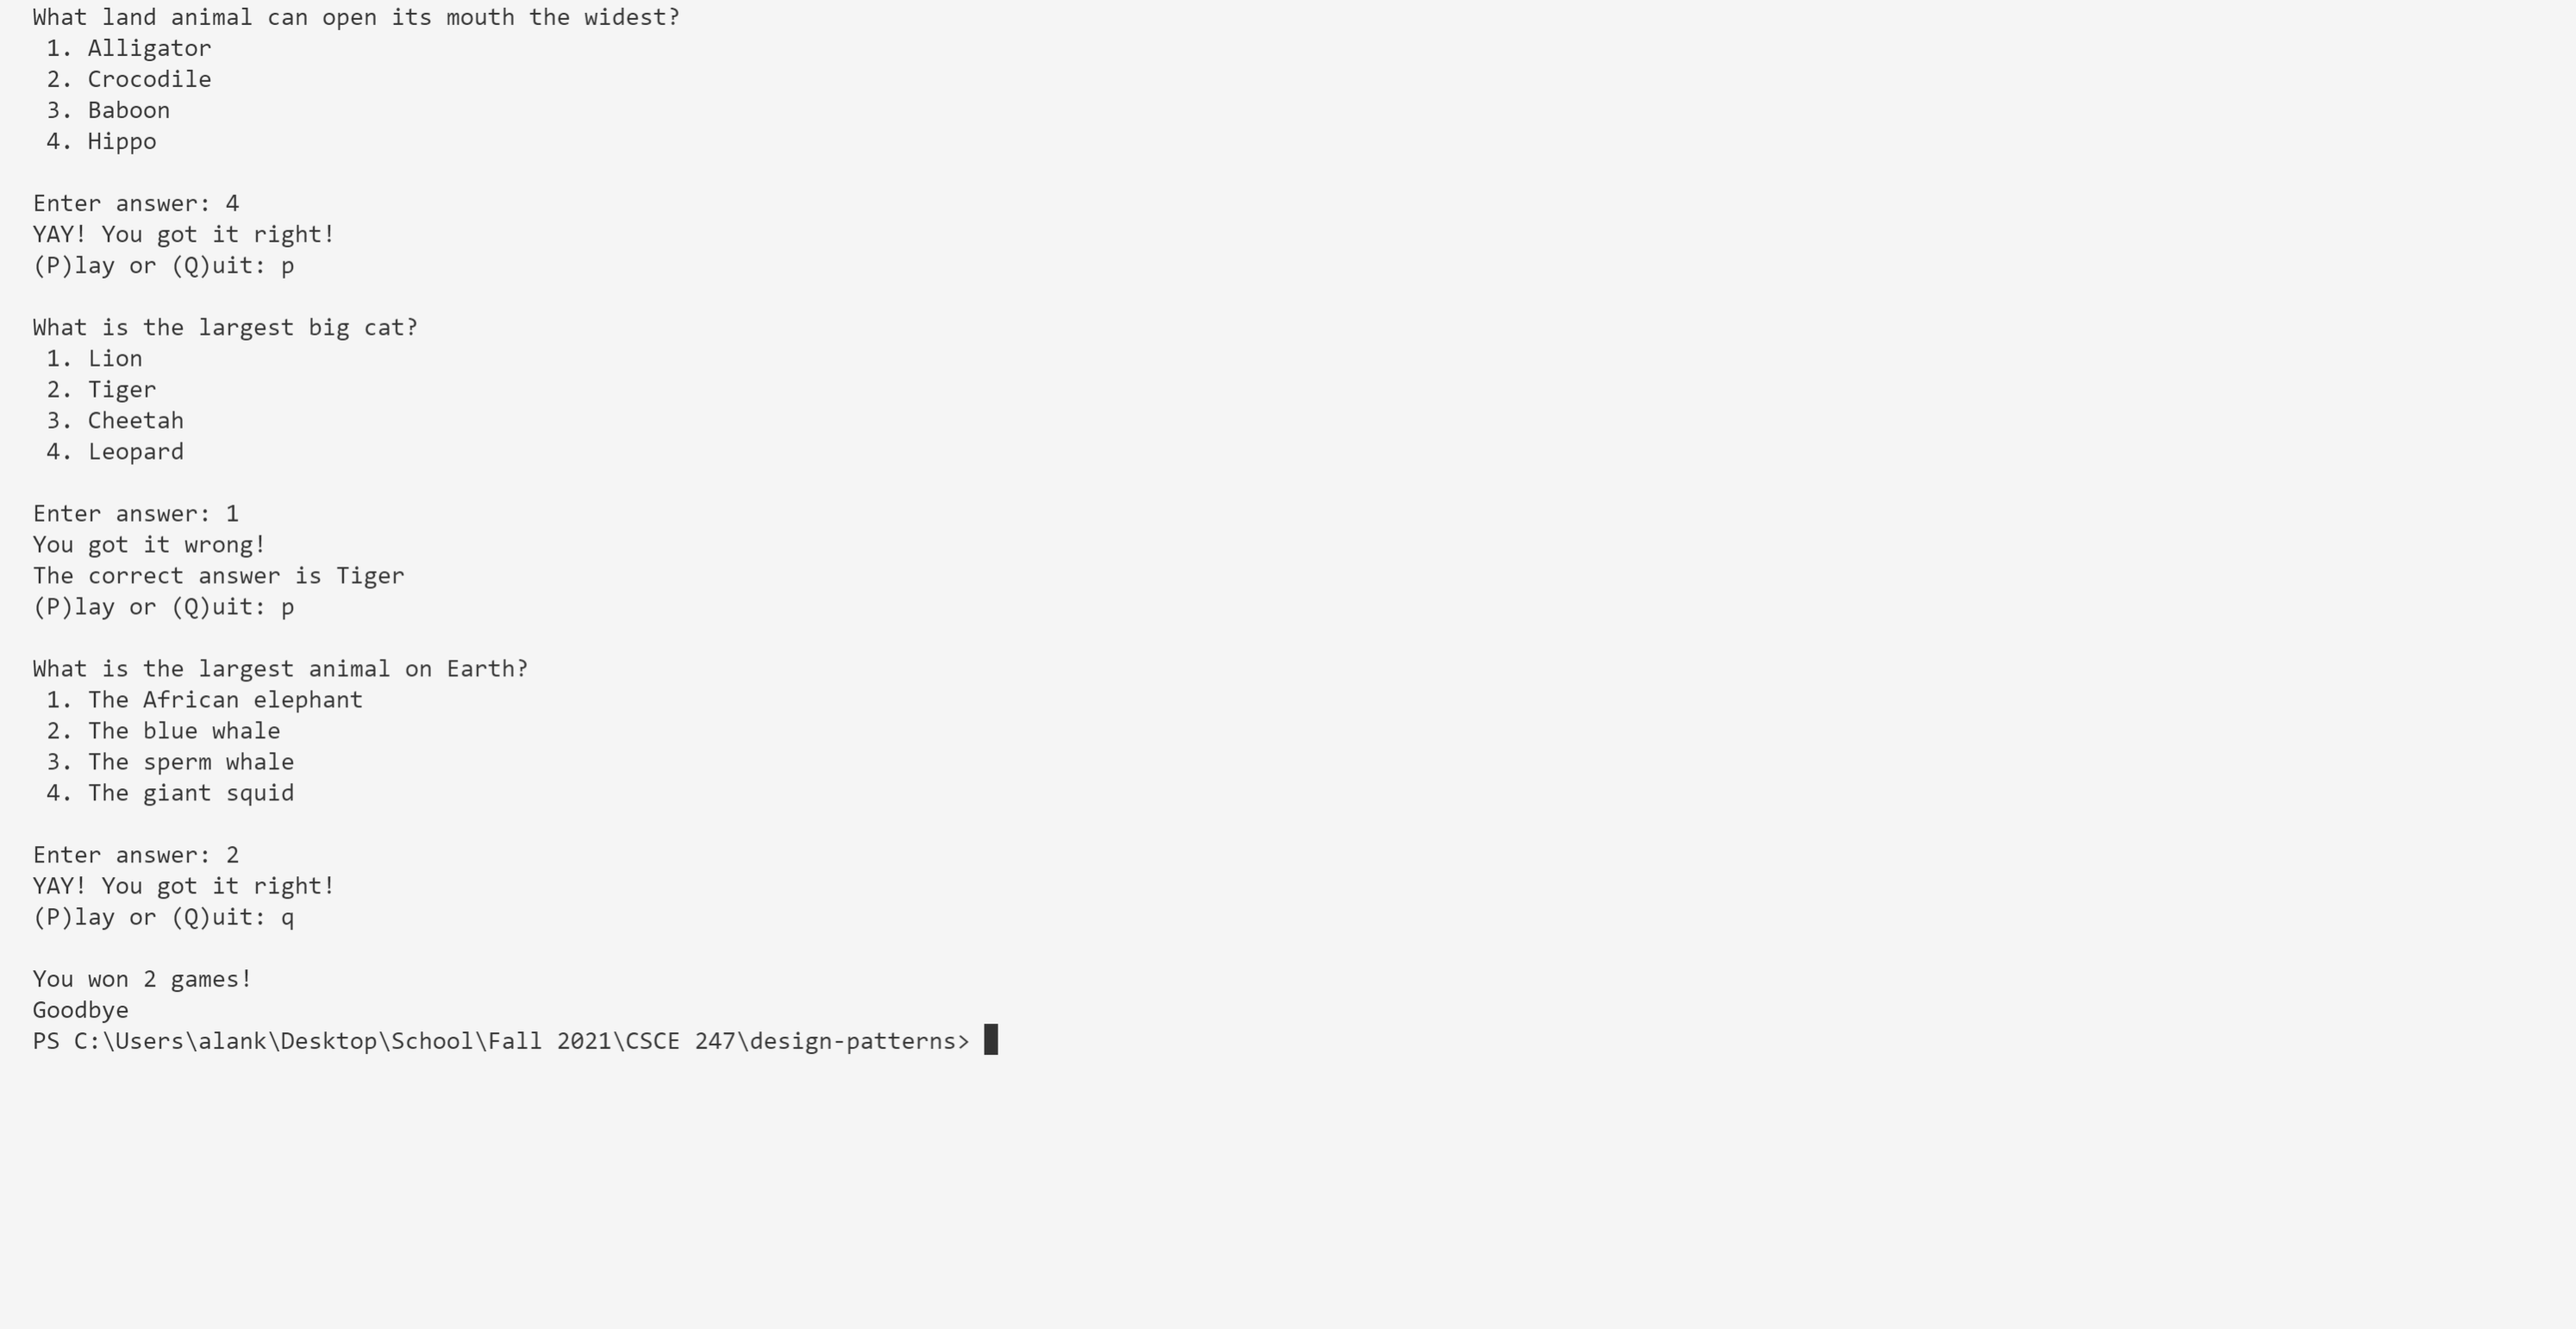 What land animal can open its mouth the widest?
1. Alligator
2. Crocodile
3. Baboon
4. Hippo
Enter answer: 4
YAY! You got it right!
(P)lay or (Q)uit: p
What is the largest big cat?
1. Lion
2. Tiger
3. Cheetah
4. Leopard
Enter answer: 1
You got it wrong!
The correct answer is Tiger
(P)lay or (Q)uit: p
What is the largest animal on Earth?
1. The African elephant
2. The blue whale
3. The sperm whale
4. The giant squid
Enter answer: 2
YAY! You got it right!
(P)lay or (Q)uit: q
You won 2 games!
Goodbye
PS C:\Users\alank\Desktop\School\Fall 2021\CSCE 247\design-patterns>